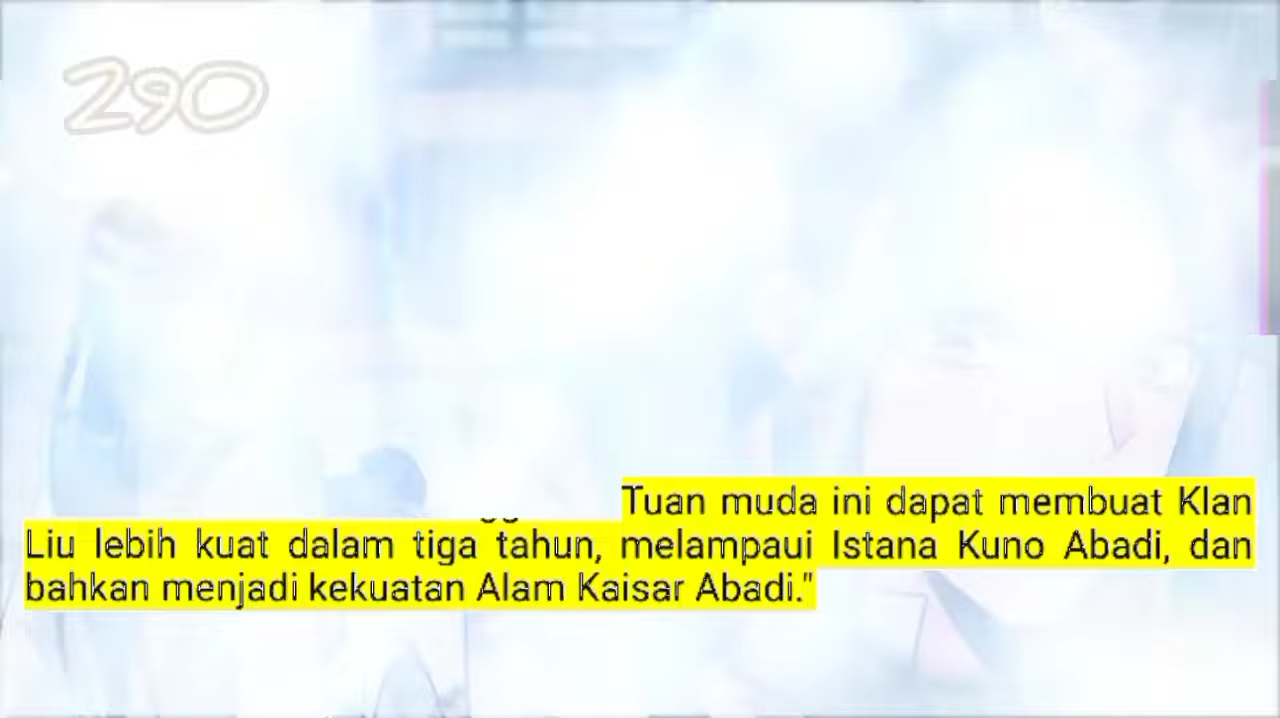 290
Tuan muda ini dapat membuat Klan
Liu lebih kuat dalam tiga tahun, melampaui Istana Kuno Abadi, dan
bahkan menjadi kekuatan Alam Kaisar Abadi."